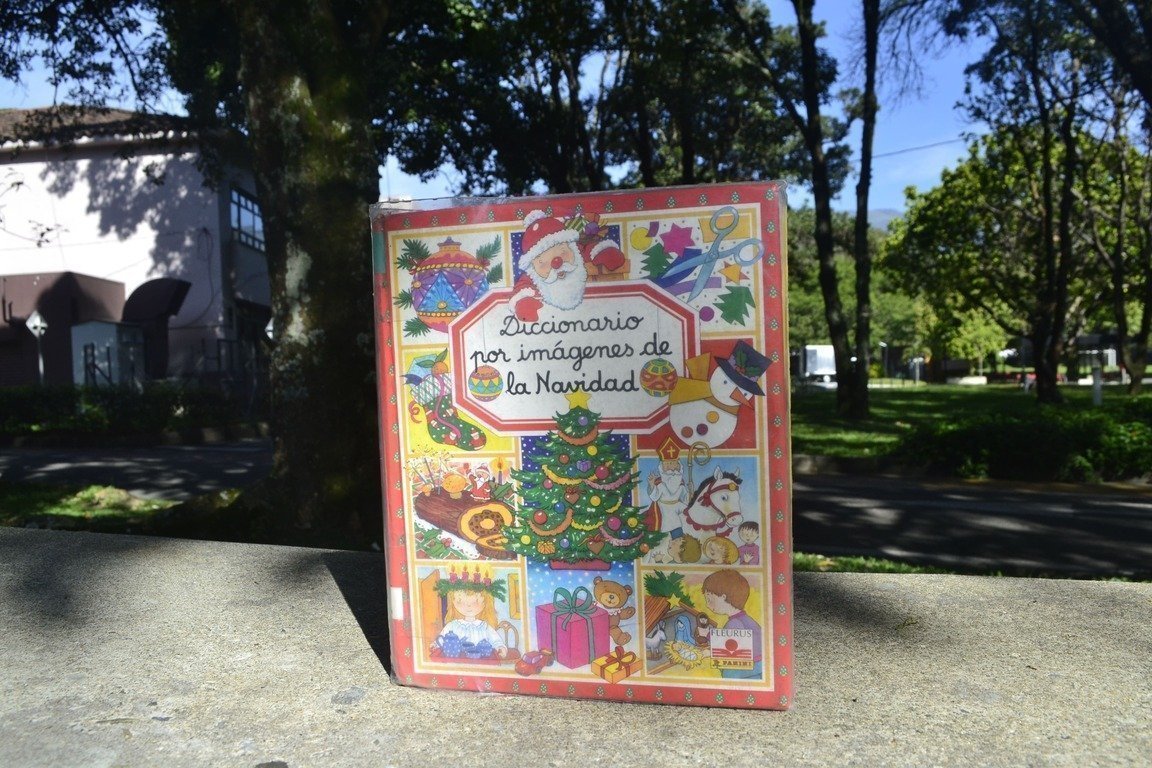 Diccionario
por imágenes de
la Navidad
FLEURUS
PANINI